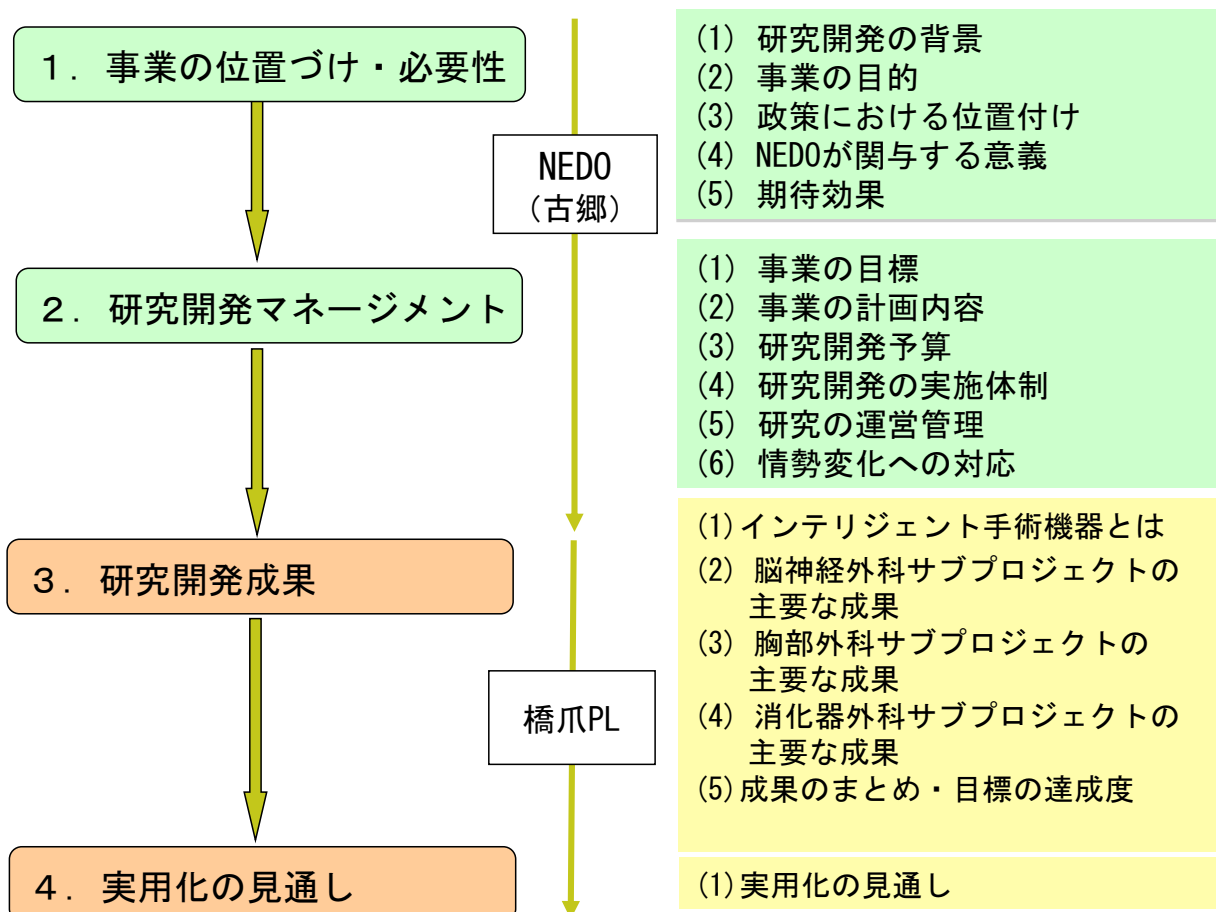 １．事業の位置づけ・必要性
(1) 研究開発の背景
(2) 事業の目的
(3) 政策における位置付け
(4) NEDOが関与する意義
(5) 期待効果
NEDO
(古郷)
２．研究開発マネージメント
(1) 事業の目標
(2) 事業の計画内容
(3) 研究開発予算
(4) 研究開発の実施体制
(5) 研究の運営管理
(6) 情勢変化への対応
３．研究開発成果
(1)インテリジェント手術機器とは
(2) 脳神経外科サブプロジェクトの
主要な成果
(3) 胸部外科サブプロジェクトの
主要な成果
(4) 消化器外科サブプロジェクトの
主要な成果
(5)成果のまとめ・目標の達成度
橋爪PL
４．実用化の見通し
(1)実用化の見通し